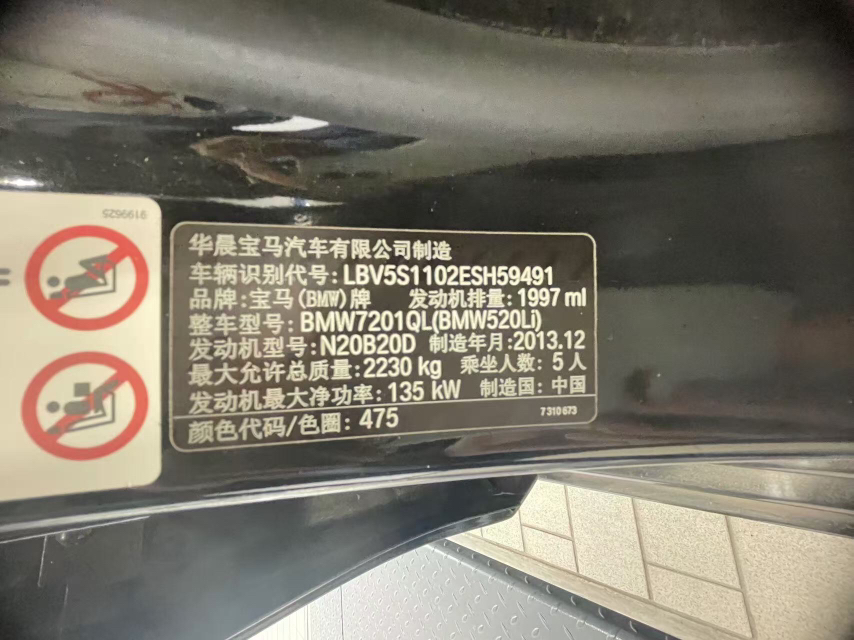 9199625
华晨宝马汽车有限公司制造
车辆识别代号: LBV5S1102ESH59491
品牌:宝马(BMW)牌 发动机排量: 1997 ml
整车型号: BMW7201QL(BMW520Li)
发动机型号: N20B20D 制造年月: 2013.12
最大允许总质量: 2230 kg 乘坐人数: 5 人
发动机最大净功率: 135 kW 制造国: 中国
颜色代码/色圈: 475 7310673